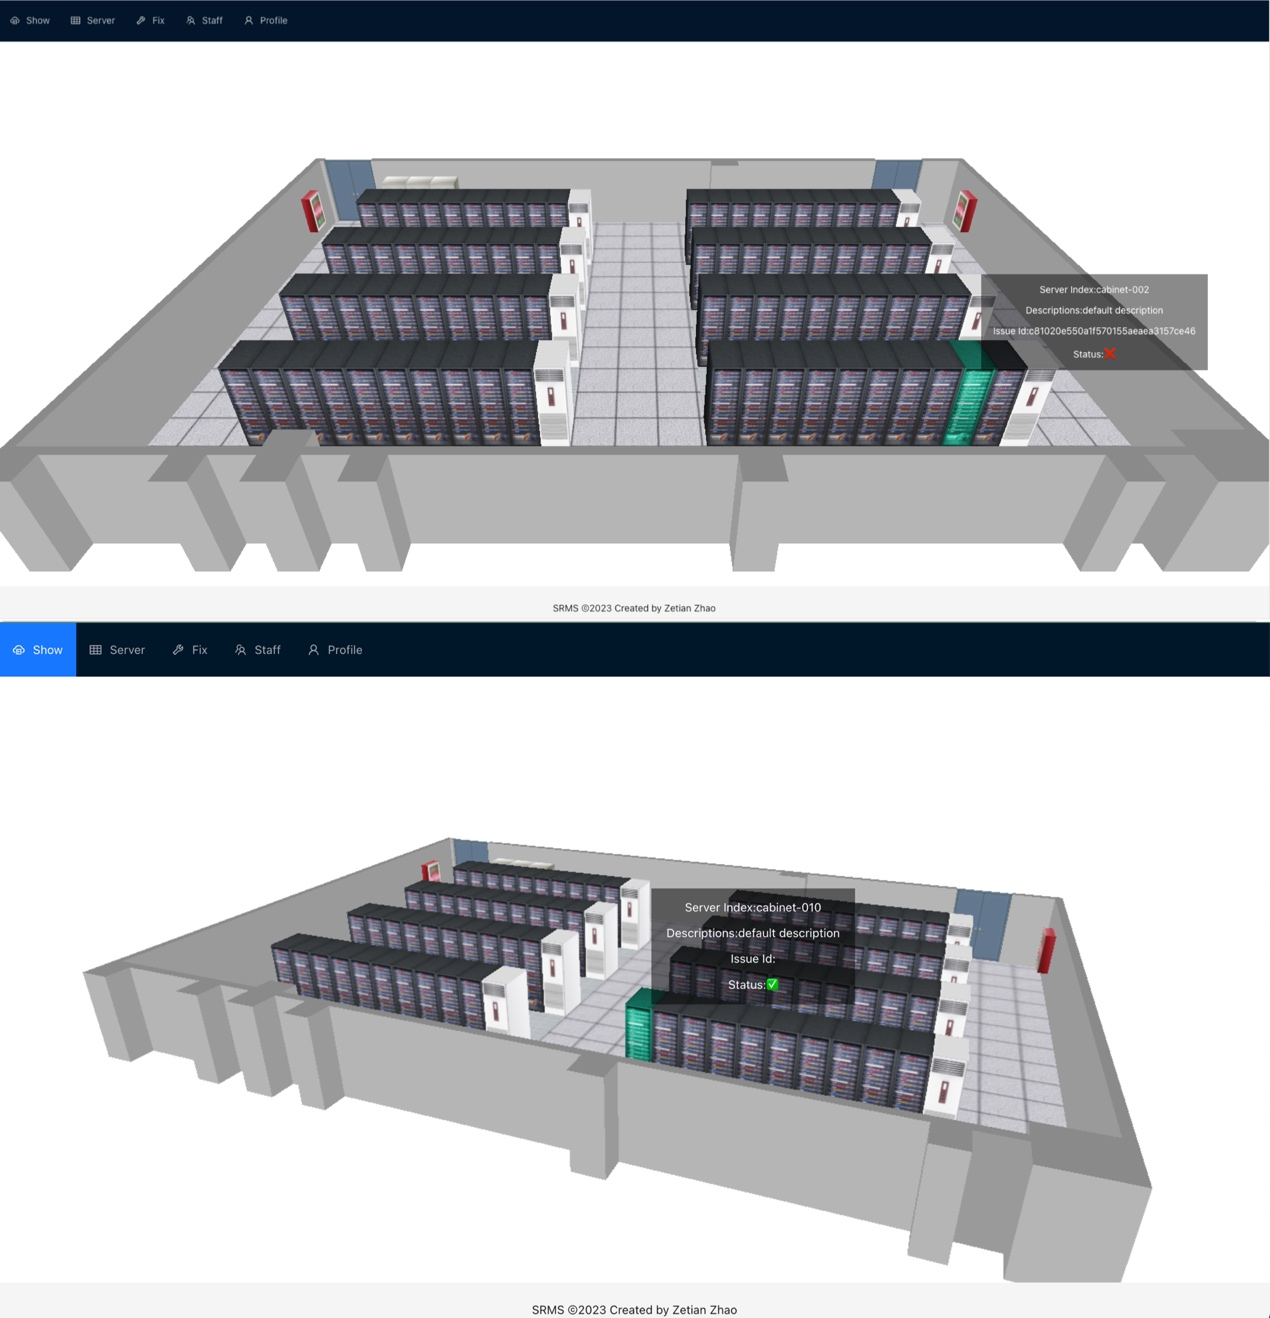 Show Server Fix Staff Profile
Server Index:cabinet-002
Descriptions:default description
Issue Id:c81020e550a1f570155aeaea3157ce46
Status:❌
SRMS ©2023 Created by Zetian Zhao
Show Server Fix Staff Profile
Server Index:cabinet-010
Descriptions:default description
Issue Id:
Status:✅
SRMS ©2023 Created by Zetian Zhao